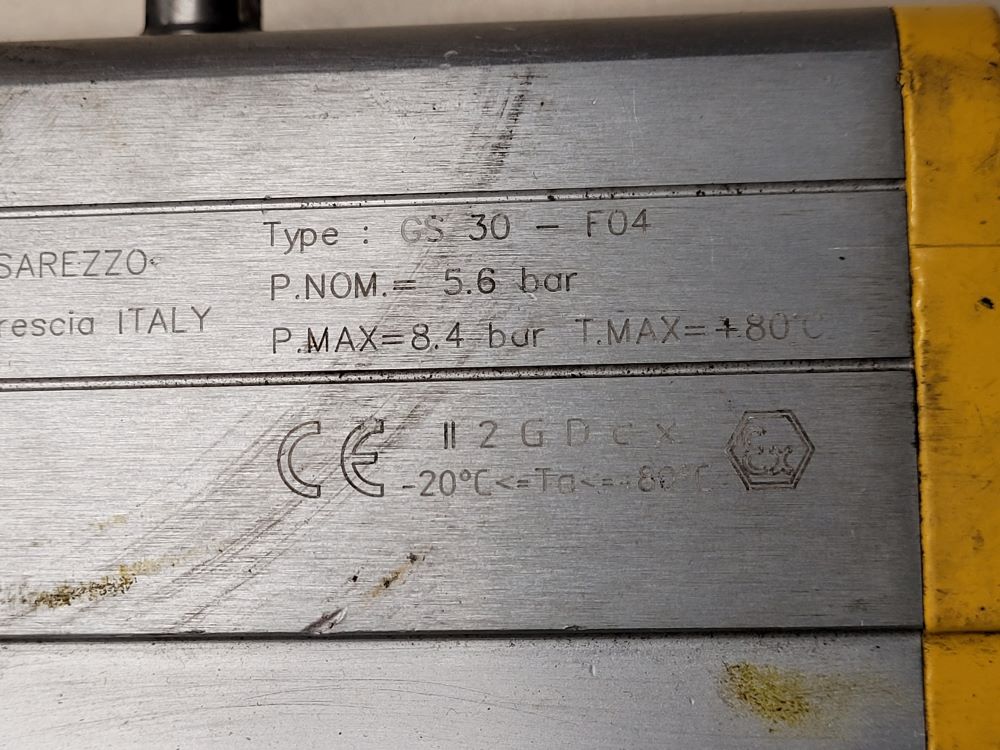 SAREZZO
rescia ITALY
Type : GS 30 - F04
P.NOM.= 5.6 bar
P.MAX=8.4 bar T.MAX=+80°C
CE II 2 G D c X
-20°C<=Ta<=+80°C
Ex